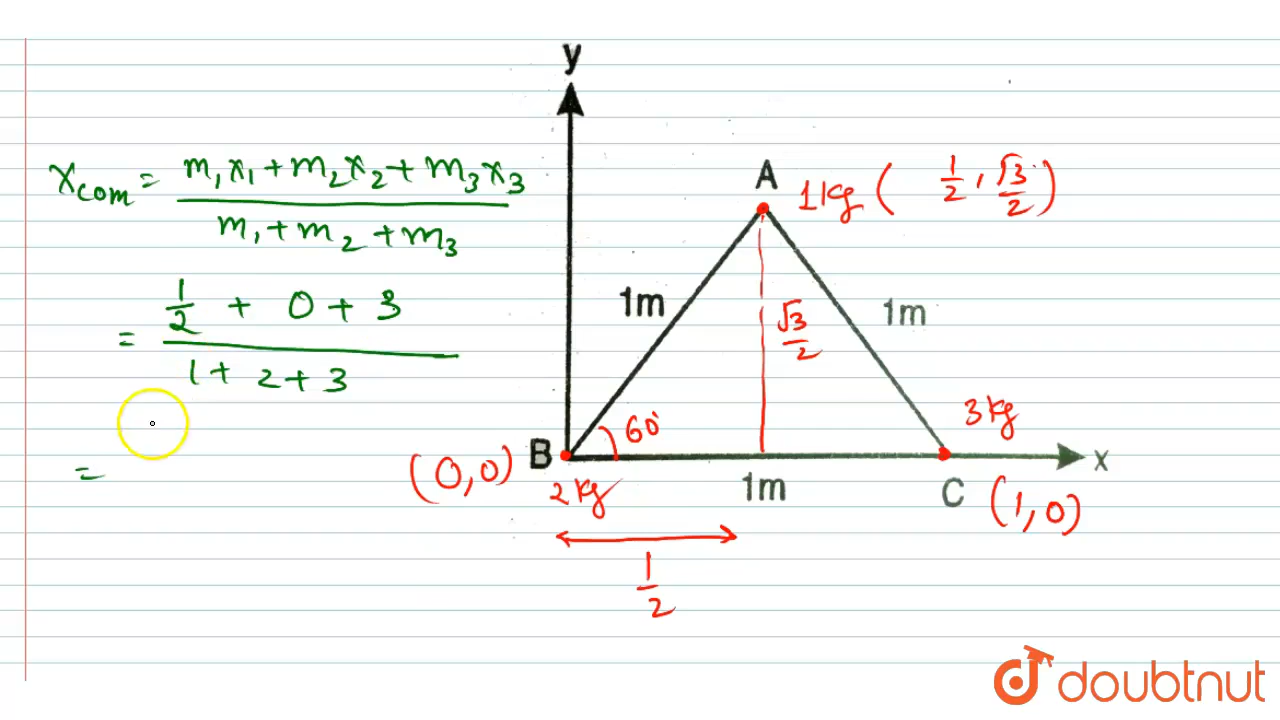 y
x_com = m₁x₁ + m₂x₂ + m₃x₃ / m₁ + m₂ + m₃
= 1/2 + 0 + 3 / 1 + 2 + 3
=
A
1kg (1/2, √3/2)
1m
√3/2
1m
60°
3kg
(0,0) B
x
2kg
1m
C (1,0)
1/2
doubtnut